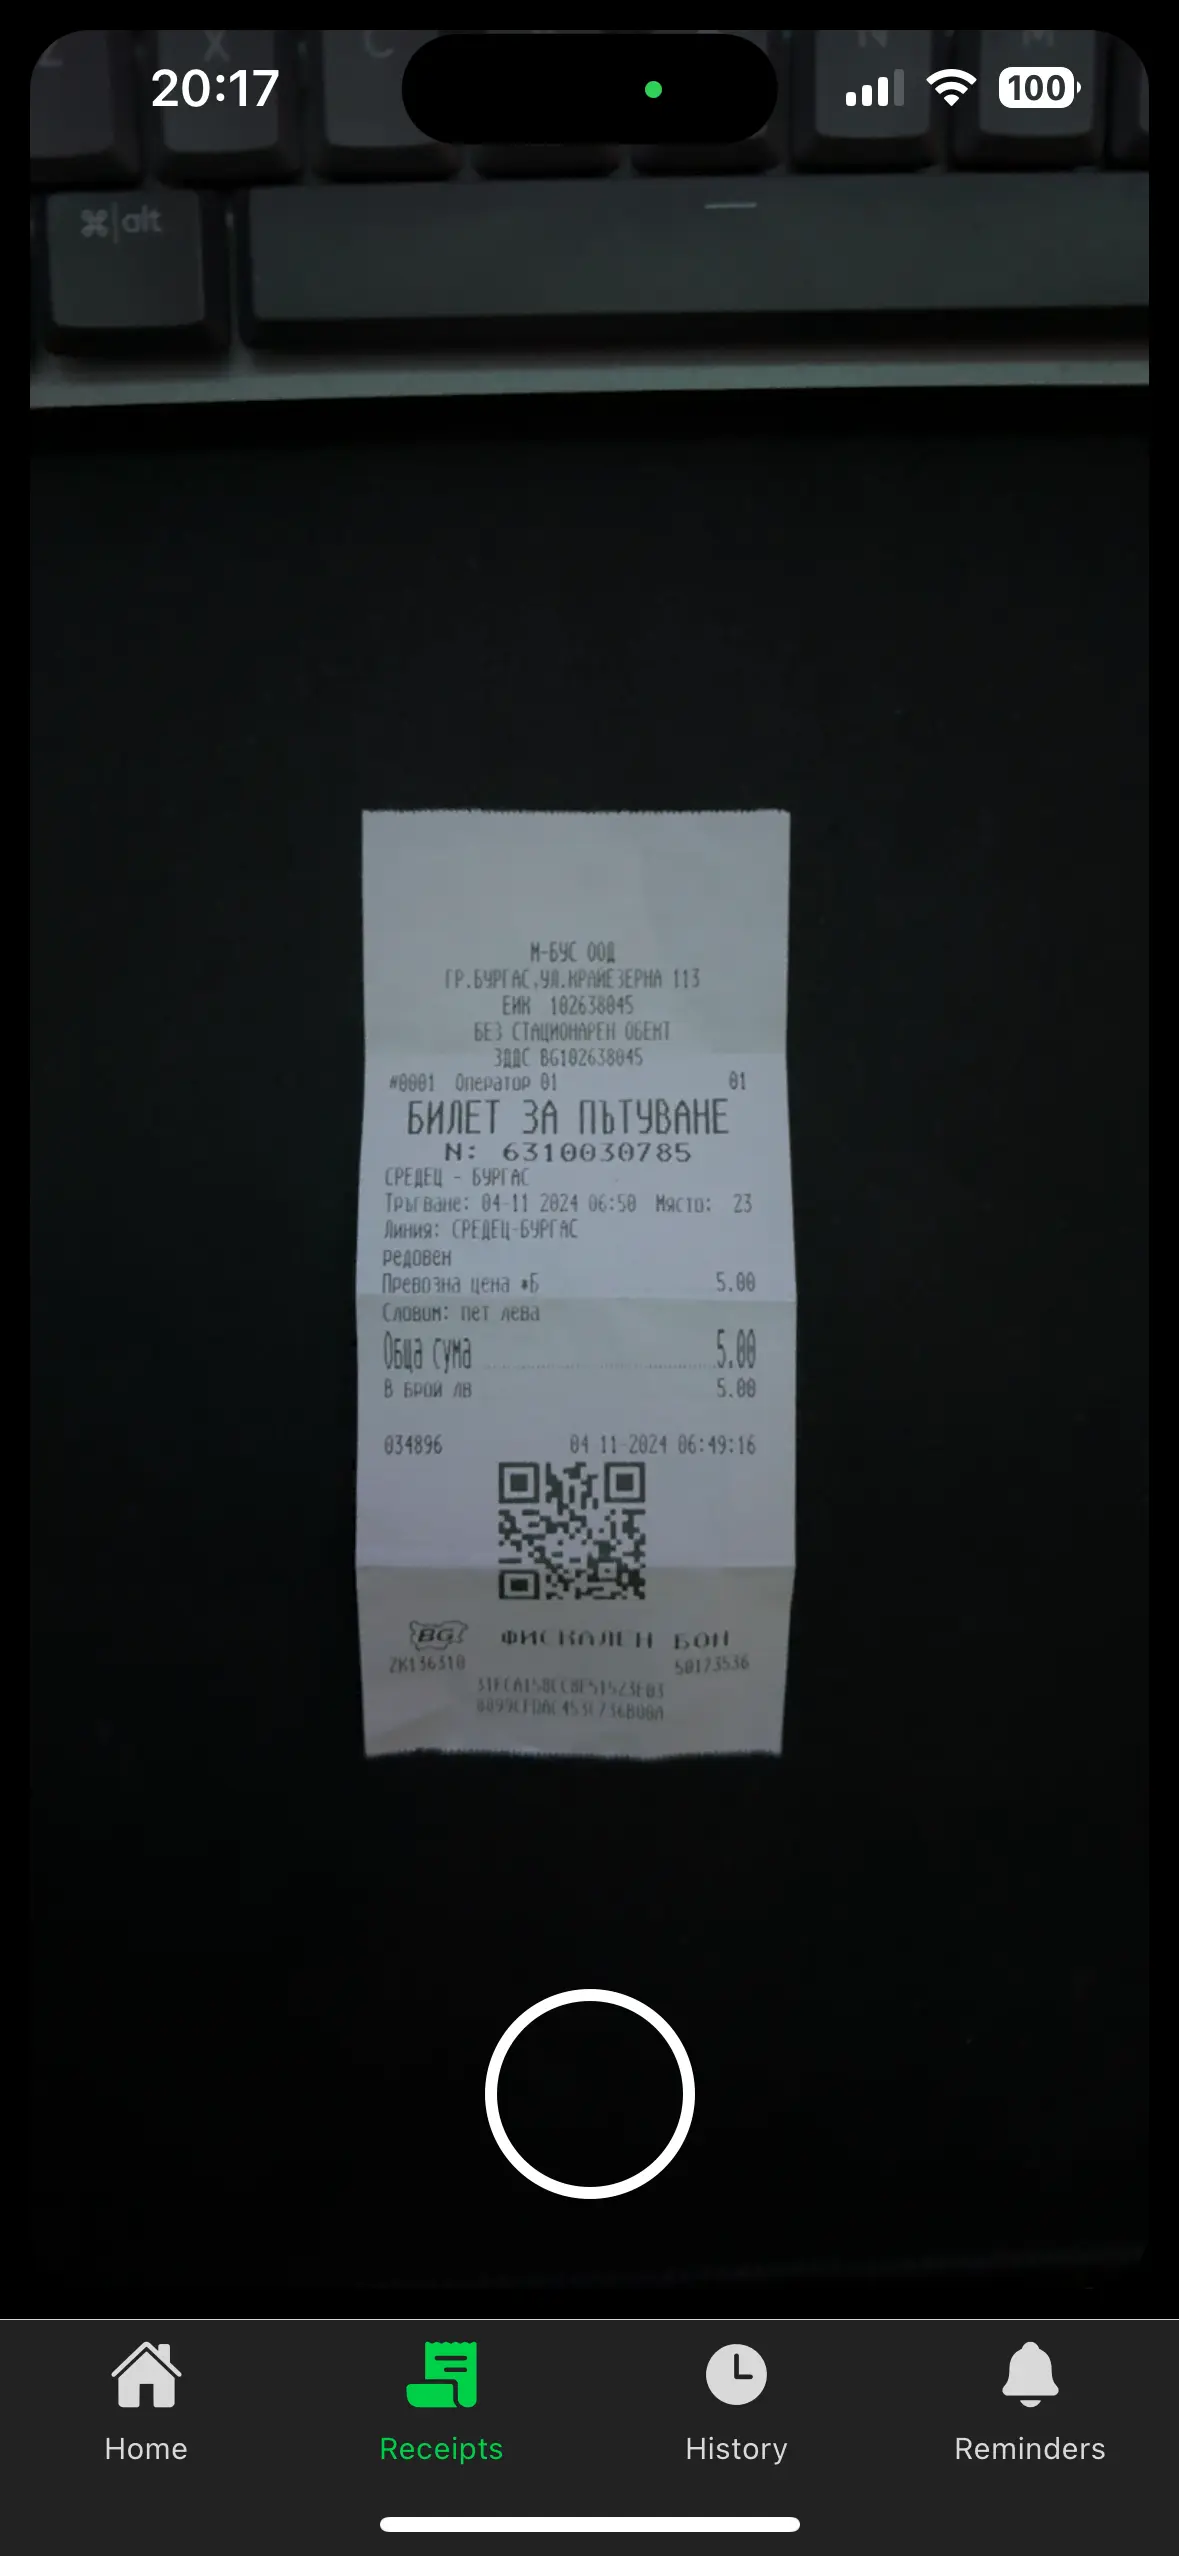 X C N M
20:17 100
⌘|alt
М-БУС ООД
ГР.БУРГАС,УЛ.КРАЙЕЗЕРНА 113
ЕИК 102638045
БЕЗ СТАЦИОНАРЕН ОБЕКТ
ЗДДС BG102638045
#0001 Оператор 01 01
БИЛЕТ ЗА ПЪТУВАНЕ
N: 6310030785
СРЕДЕЦ - БУРГАС
Тръгване: 04-11 2024 06:50 Място: 23
Линия: СРЕДЕЦ-БУРГАС
редовен
Превозна цена *Б 5.00
Словом: пет лева
Обща сума 5.00
В БРОЙ ЛВ 5.00
034896 04 11-2024 06:49:16
BG ФИСКАЛЕН БОН
ZK136310 50173536
Home Receipts History Reminders